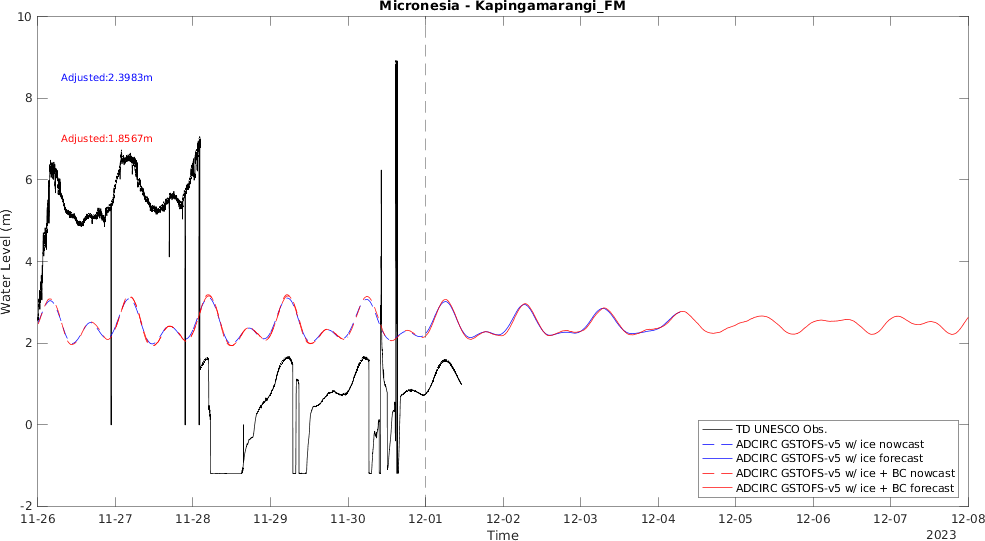 Micronesia - Kapingamarangi_FM
10
8
6
4
2
0
-2
Water Level (m)
Adjusted:2.3983m
Adjusted:1.8567m
TD UNESCO Obs.
ADCIRC GSTOFS-v5 w/ ice nowcast
ADCIRC GSTOFS-v5 w/ ice forecast
ADCIRC GSTOFS-v5 w/ ice + BC nowcast
ADCIRC GSTOFS-v5 w/ ice + BC forecast
11-26 11-27 11-28 11-29 11-30 12-01 12-02 12-03 12-04 12-05 12-06 12-07 12-08
Time
2023